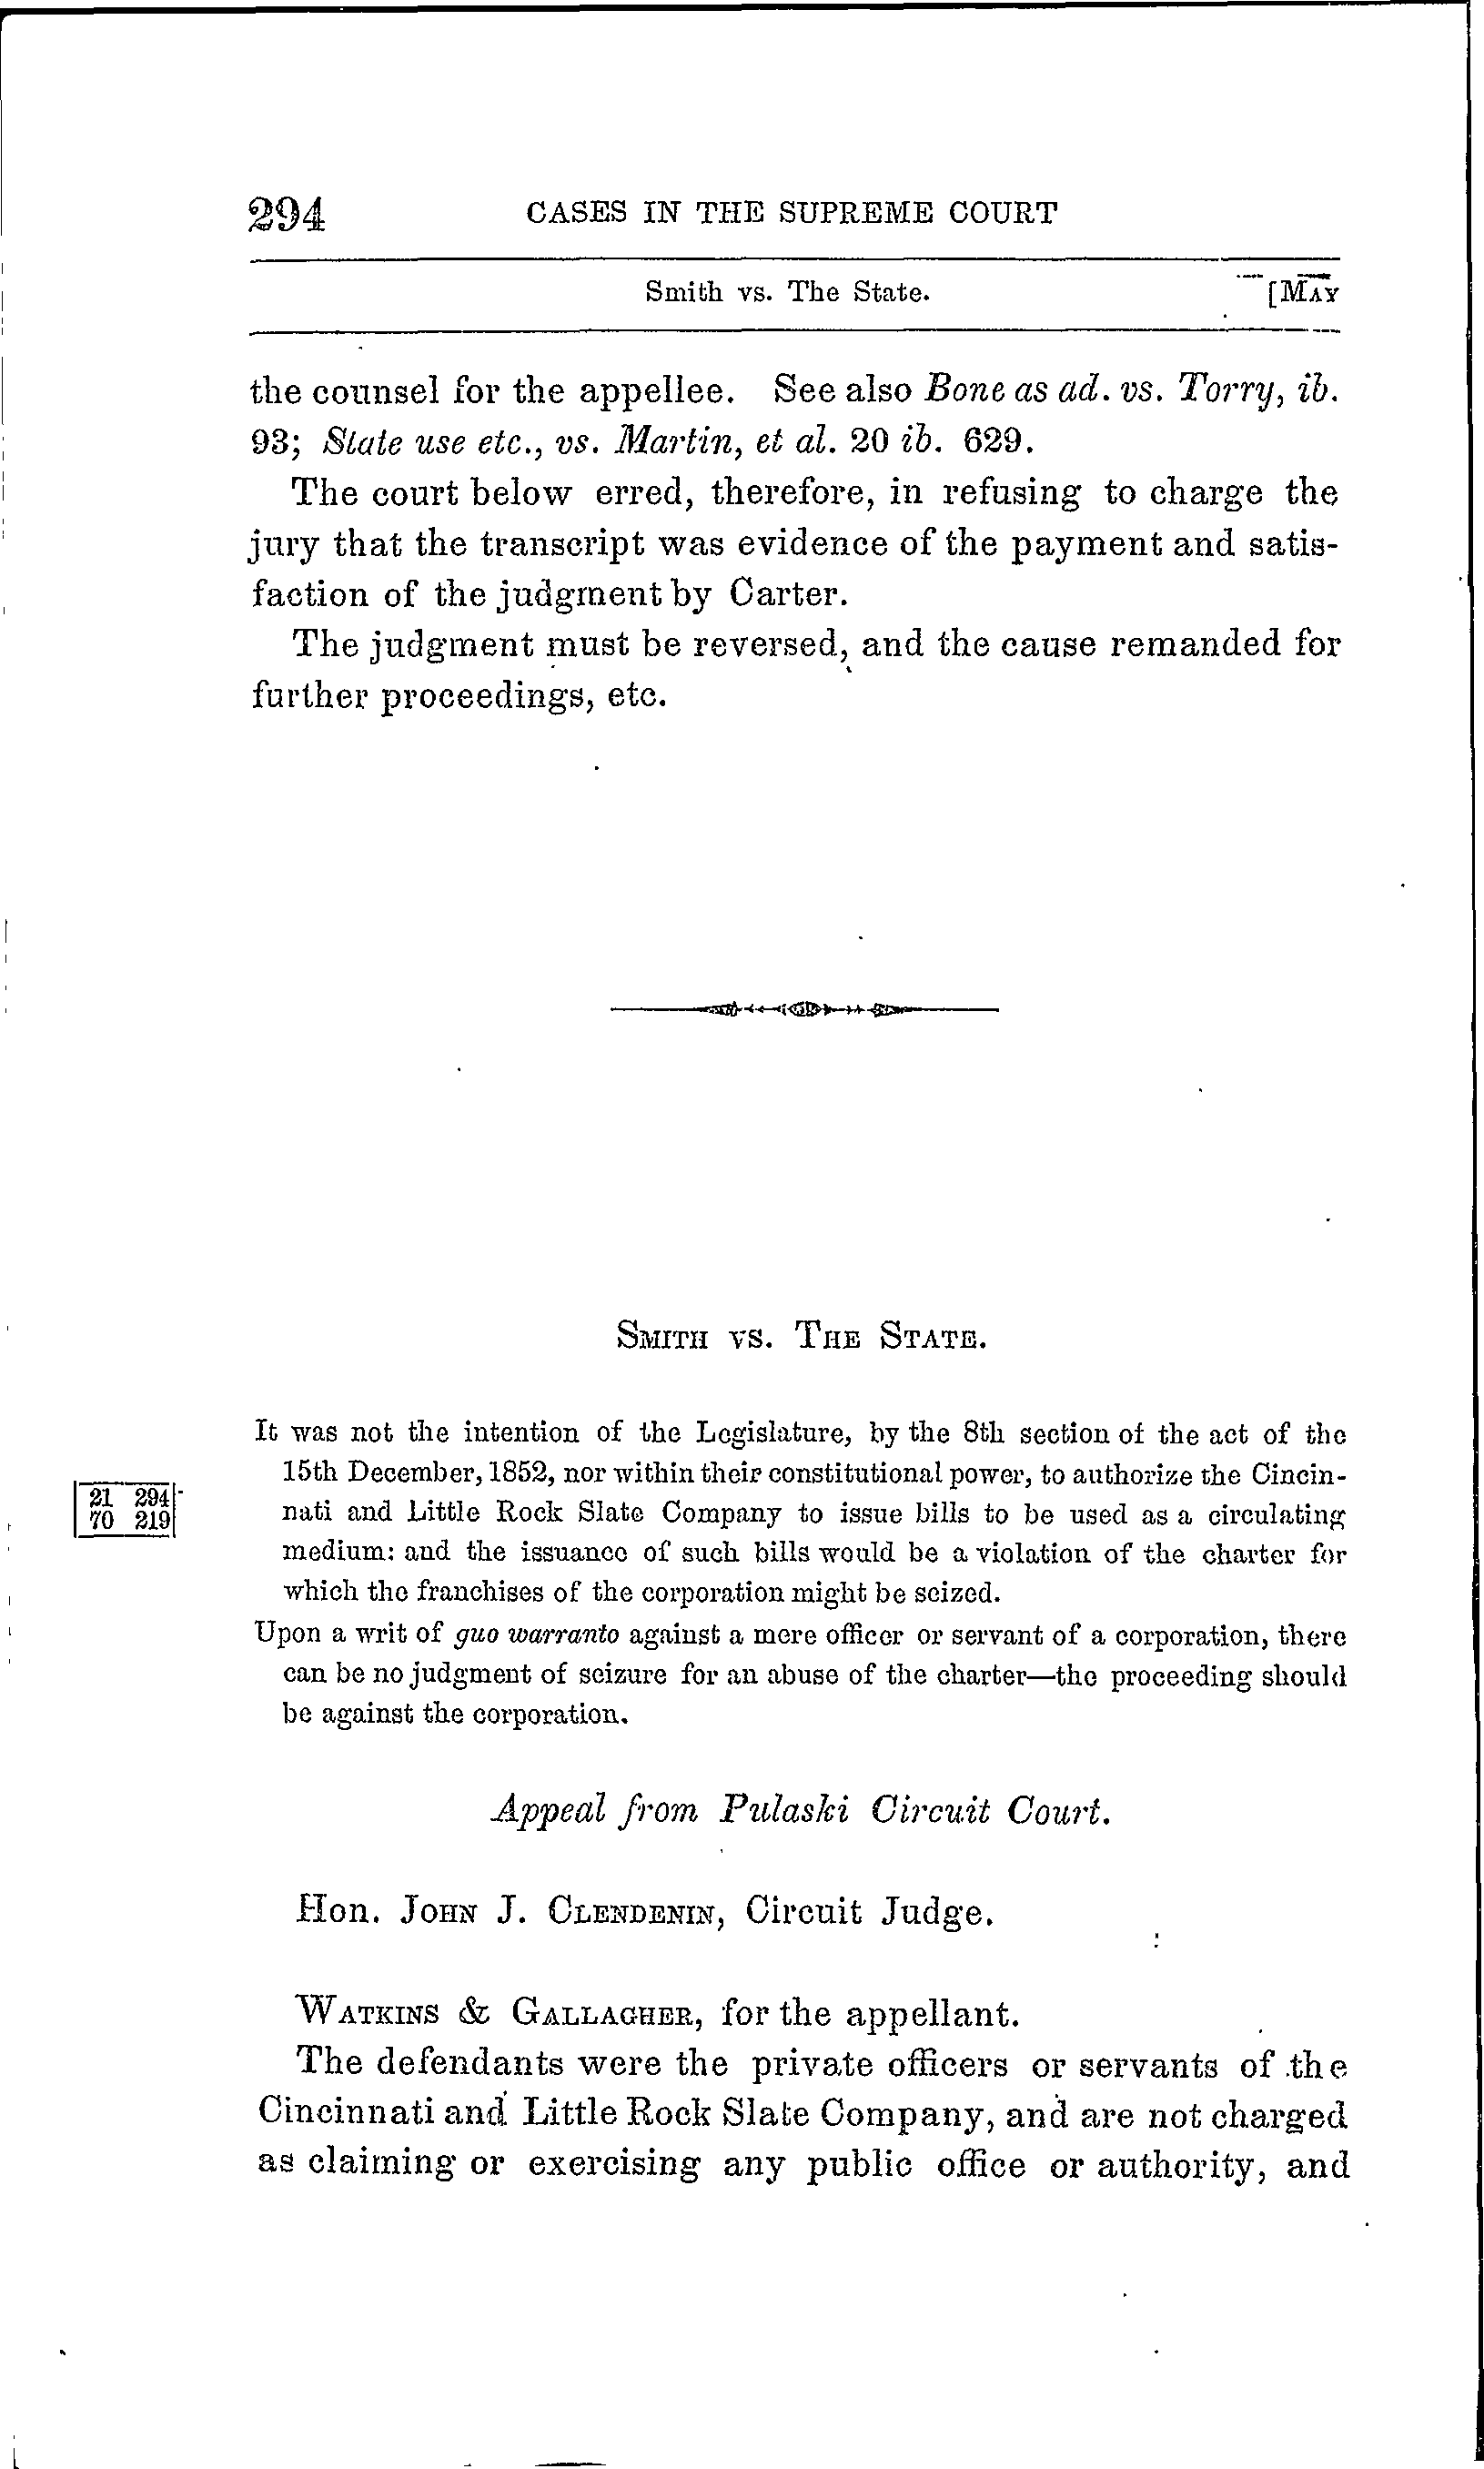 294 CASES IN THE SUPREME COURT
Smith vs. The State. [MAY
the counsel for the appellee. See also Bone as ad. vs. Torry, ib.
93; State use etc., vs. Martin, et al. 20 ib. 629.
The court below erred, therefore, in refusing to charge the
jury that the transcript was evidence of the payment and satis-
faction of the judgment by Carter.
The judgment must be reversed, and the cause remanded for
further proceedings, etc.
SMITH VS. THE STATE.
It was not the intention of the Legislature, by the 8th section of the act of the
15th December, 1852, nor within their constitutional power, to authorize the Cincin-
nati and Little Rock Slate Company to issue bills to be used as a circulating
medium: and the issuance of such bills would be a violation of the charter for
which the franchises of the corporation might be seized.
21 294
70 219
Upon a writ of guo warranto against a mere officer or servant of a corporation, there
can be no judgment of seizure for an abuse of the charter—the proceeding should
be against the corporation.
Appeal from Pulaski Circuit Court.
Hon. JOHN J. CLENDENIN, Circuit Judge.
WATKINS & GALLAGHER, for the appellant.
The defendants were the private officers or servants of the
Cincinnati and Little Rock Slate Company, and are not charged
as claiming or exercising any public office or authority, and